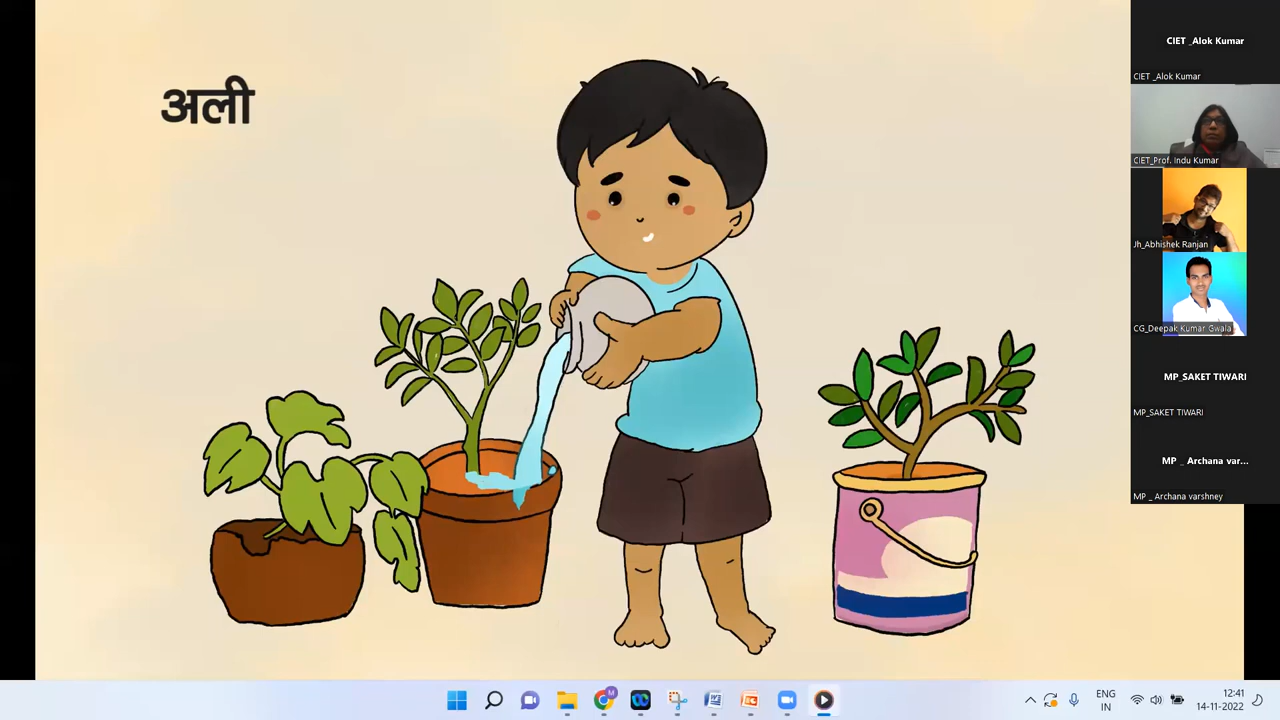 अली
CIET _Alok Kumar
CIET _Alok Kumar
CIET_Prof. Indu Kumar
Jh_Abhishek Ranjan
CG_Deepak Kumar Gwala
MP_SAKET TIWARI
MP_SAKET TIWARI
MP _ Archana var...
MP _ Archana varshney
ENG
IN
12:41
14-11-2022